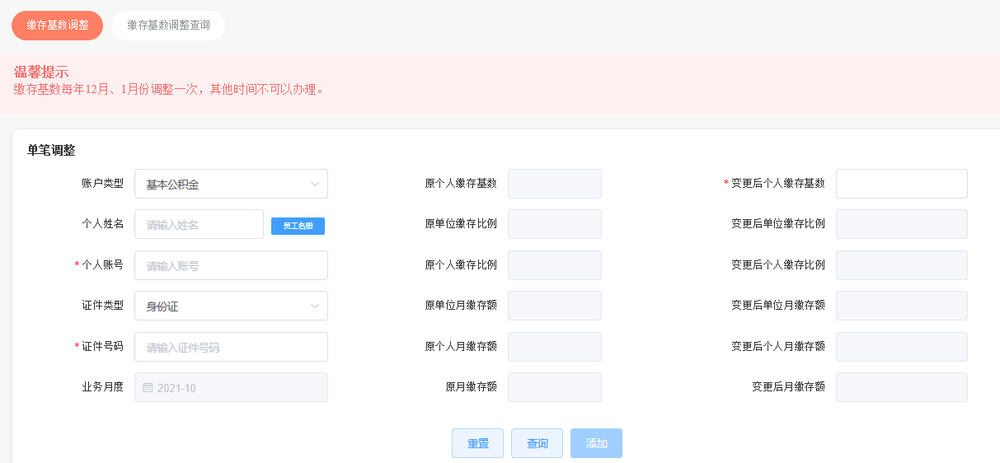 缴存基数调整 缴存基数调整查询
温馨提示
缴存基数每年12月、1月份调整一次，其他时间不可以办理。
单笔调整
账户类型 基本公积金 原个人缴存基数 * 变更后个人缴存基数
个人姓名 请输入姓名 员工名册 原单位缴存比例 变更后单位缴存比例
* 个人账号 请输入账号 原个人缴存比例 变更后个人缴存比例
证件类型 身份证 原单位月缴存额 变更后单位月缴存额
* 证件号码 请输入证件号码 原个人月缴存额 变更后个人月缴存额
业务月度 2021-10 原月缴存额 变更后月缴存额
重置 查询 添加